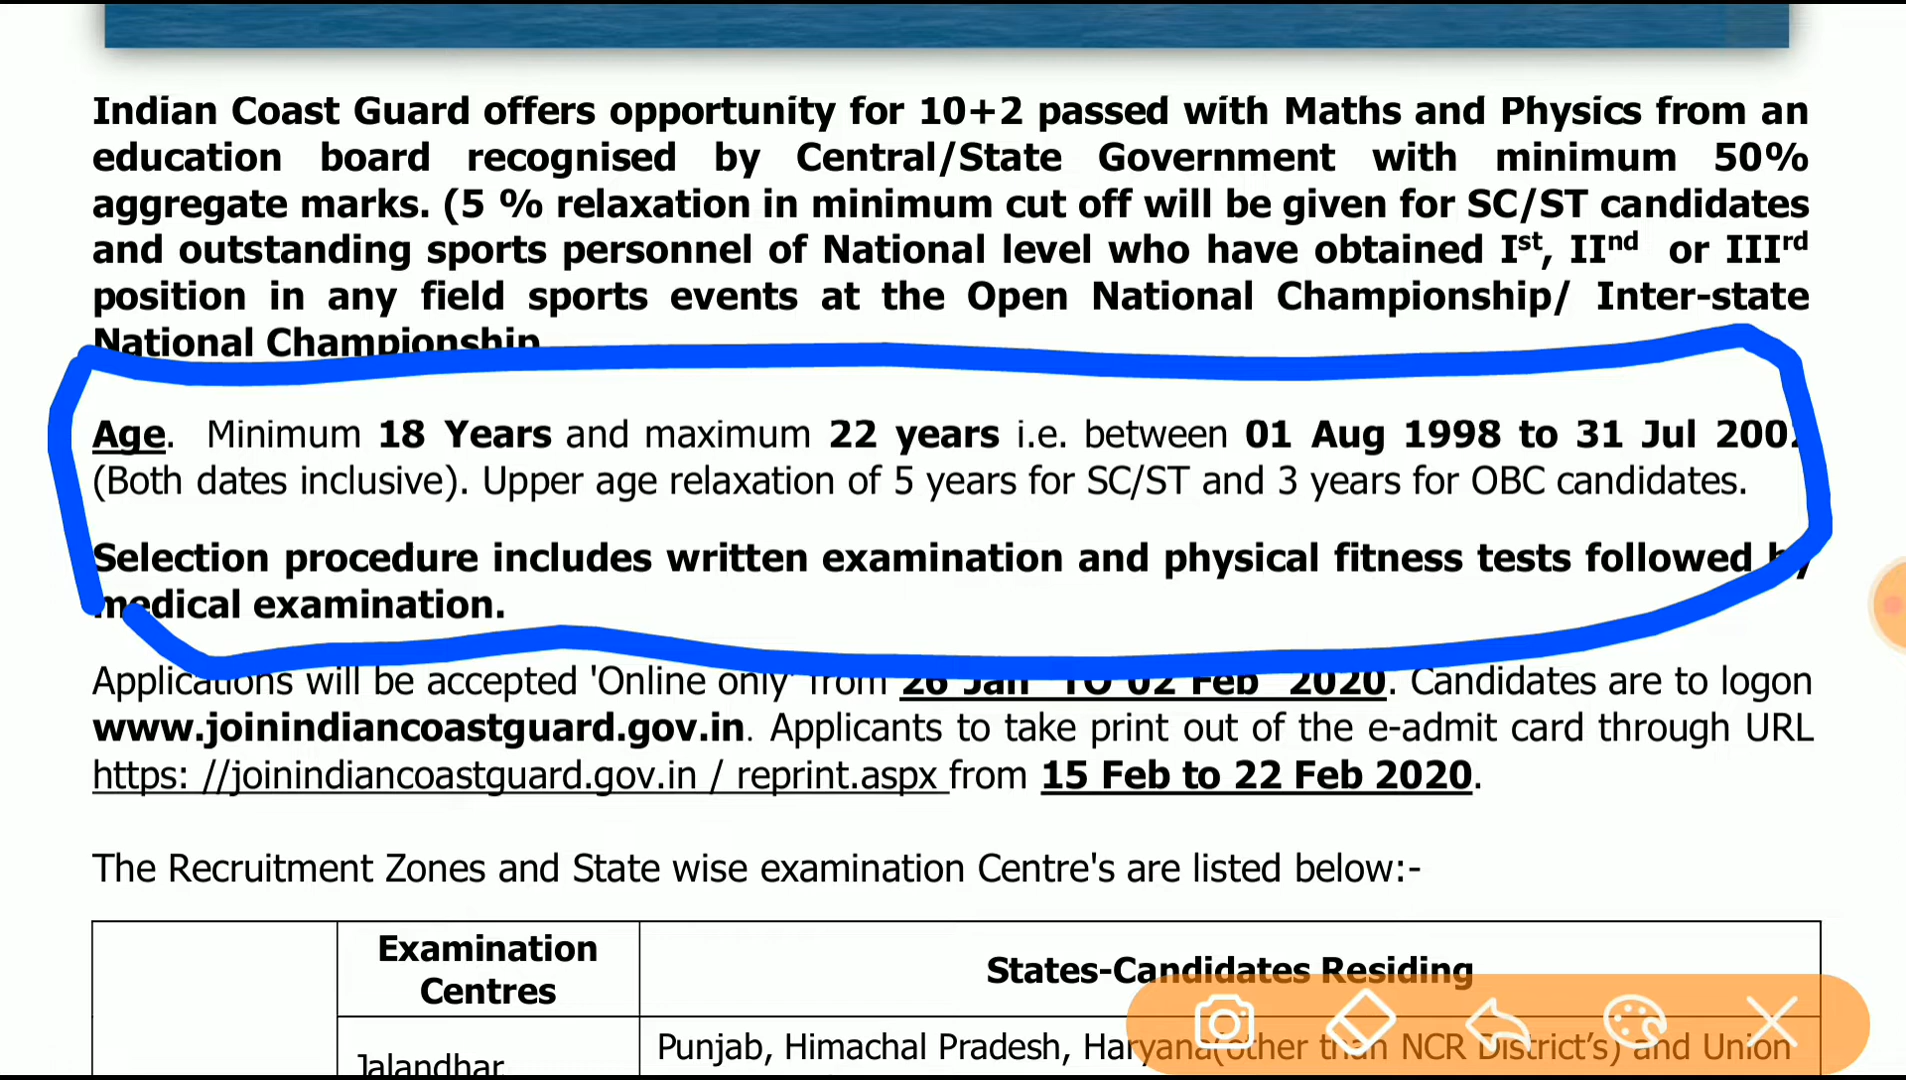 Indian Coast Guard offers opportunity for 10+2 passed with Maths and Physics from an
education board recognised by Central/State Government with minimum 50%
aggregate marks. (5 % relaxation in minimum cut off will be given for SC/ST candidates
and outstanding sports personnel of National level who have obtained Ist, IInd or IIIrd
position in any field sports events at the Open National Championship/ Inter-state
National Championship
Age. Minimum 18 Years and maximum 22 years i.e. between 01 Aug 1998 to 31 Jul
(Both dates inclusive). Upper age relaxation of 5 years for SC/ST and 3 years for OBC candidates.
Selection procedure includes written examination and physical fitness tests followed by
medical examination.
Applications will be accepted 'Online only' from 26 Jan TO 02 Feb 2020. Candidates are to logon
www.joinindiancoastguard.gov.in. Applicants to take print out of the e-admit card through URL
https: //joinindiancoastguard.gov.in / reprint.aspx from 15 Feb to 22 Feb 2020.
The Recruitment Zones and State wise examination Centre's are listed below:-
Examination
Centres
States-Candidates Residing
Jalandhar
Punjab, Himachal Pradesh, Haryana(other than NCR District's) and Union